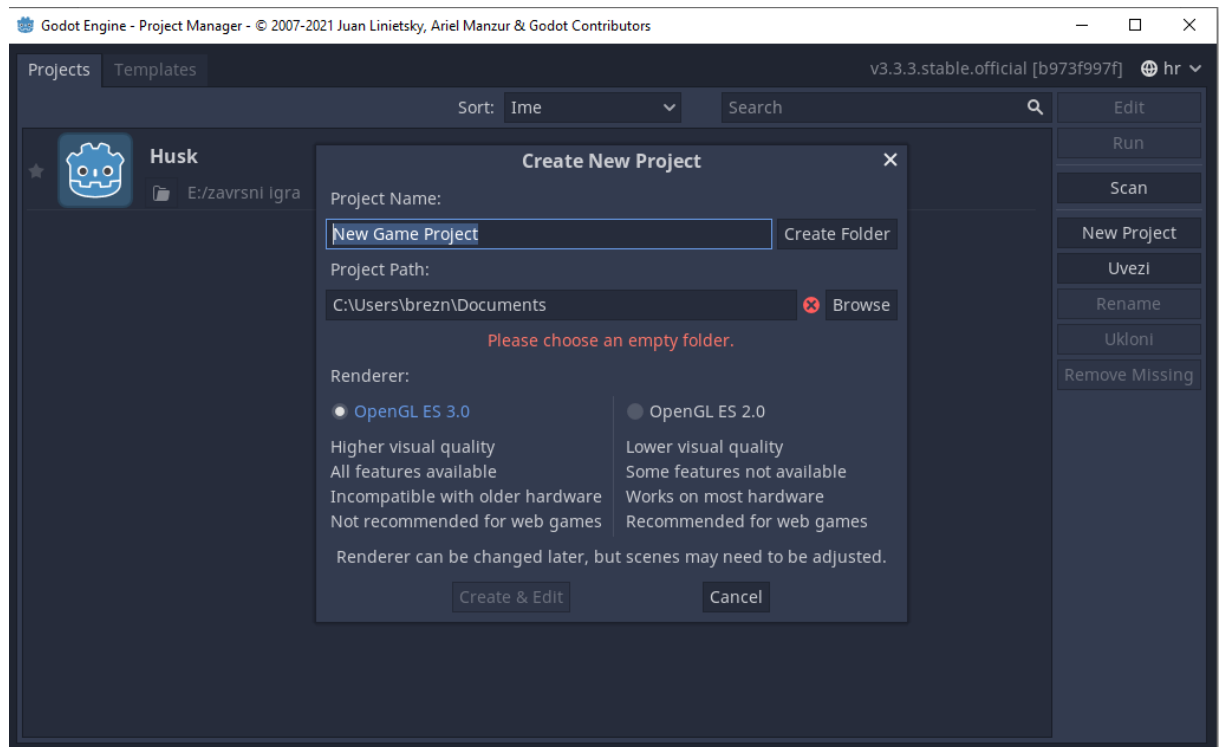 Godot Engine - Project Manager - © 2007-2021 Juan Linietsky, Ariel Manzur & Godot Contributors
Projects Templates v3.3.3.stable.official [b973f997f] hr
Sort: Ime Search Edit
Run
Husk
E:/zavrsni igra
Scan
New Project
Uvezi
Rename
Ukloni
Remove Missing
Create New Project
Project Name:
New Game Project Create Folder
Project Path:
C:\Users\brezn\Documents Browse
Please choose an empty folder.
Renderer:
OpenGL ES 3.0
Higher visual quality
All features available
Incompatible with older hardware
Not recommended for web games
OpenGL ES 2.0
Lower visual quality
Some features not available
Works on most hardware
Recommended for web games
Renderer can be changed later, but scenes may need to be adjusted.
Create & Edit Cancel